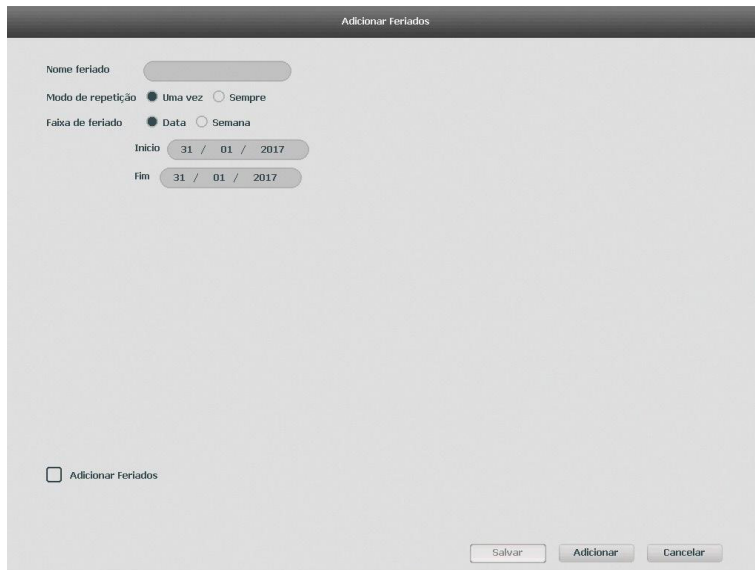 Adicionar Feriados
Nome feriado
Modo de repetição Uma vez Sempre
Faixa de feriado Data Semana
Inicio 31 / 01 / 2017
Fim 31 / 01 / 2017
Adicionar Feriados
Salvar Adicionar Cancelar